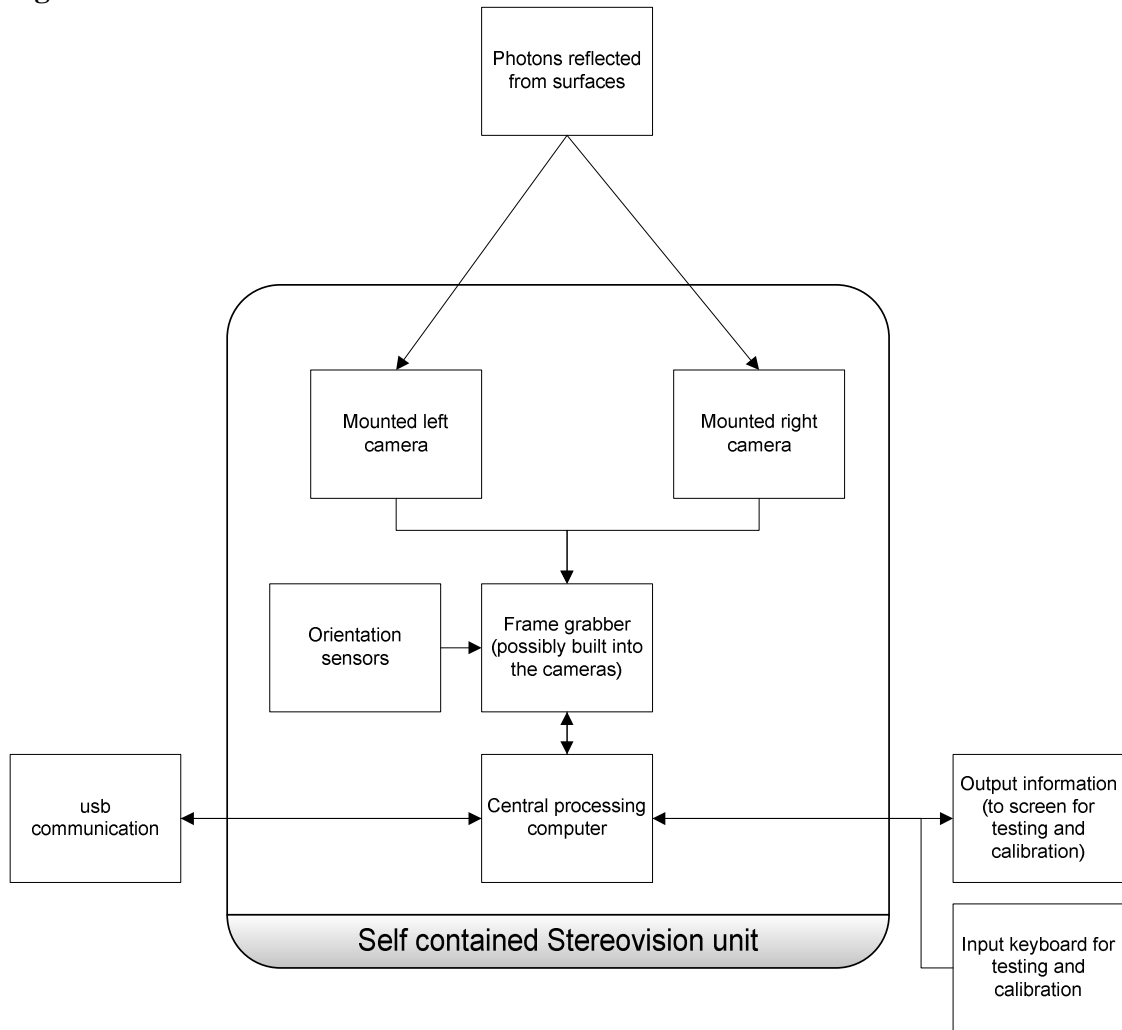 Photons reflected
from surfaces
Mounted left
camera
Mounted right
camera
Orientation
sensors
Frame grabber
(possibly built into
the cameras)
usb
communication
Central processing
computer
Output information
(to screen for
testing and
calibration)
Self contained Stereovision unit
Input keyboard for
testing and
calibration